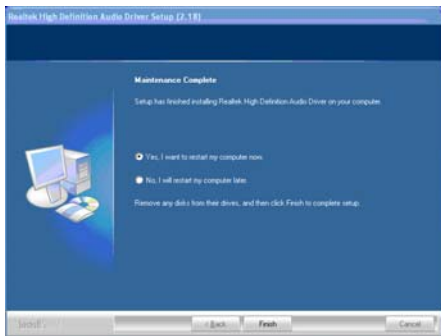 Realtek High Definition Audio Driver Setup (2.18)
Maintenance Complete
Setup has finished installing Realtek High Definition Audio Driver on your computer.
Yes, I want to restart my computer now.
No, I will restart my computer later.
Remove any disks from their drives, and then click Finish to complete setup.
< Back
Finish
Cancel